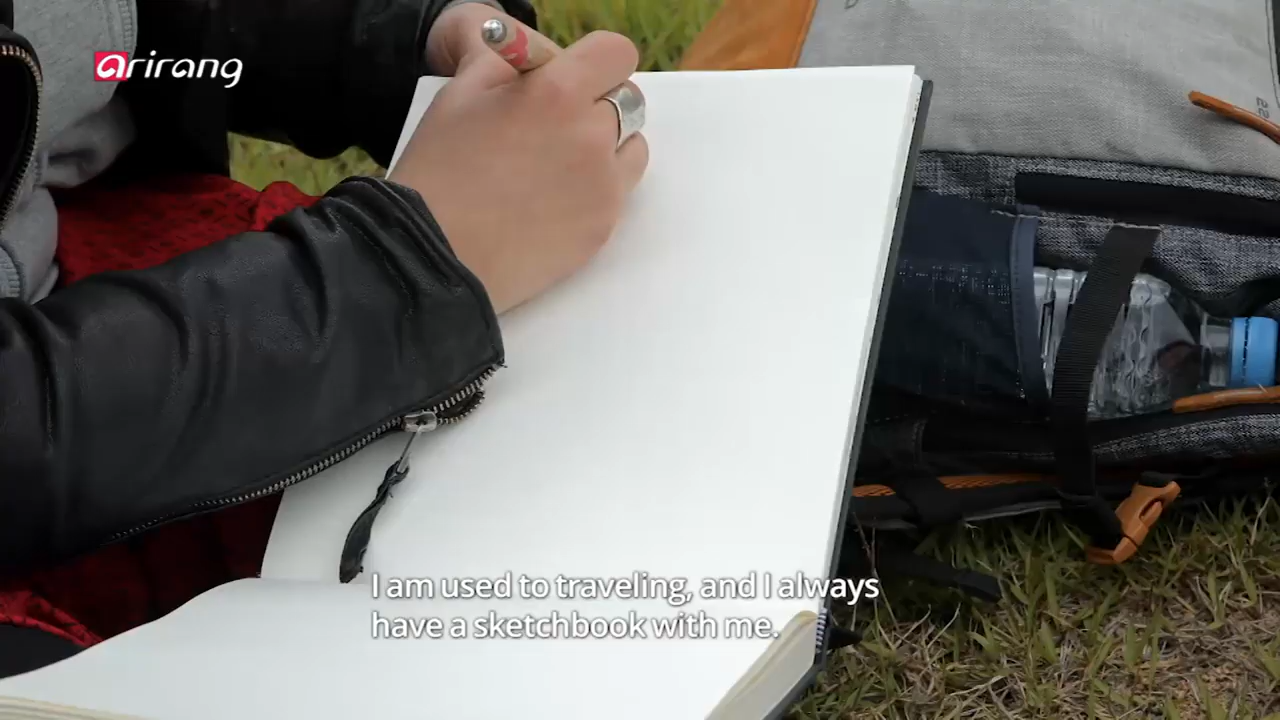 arirang
I am used to traveling, and I always
have a sketchbook with me.